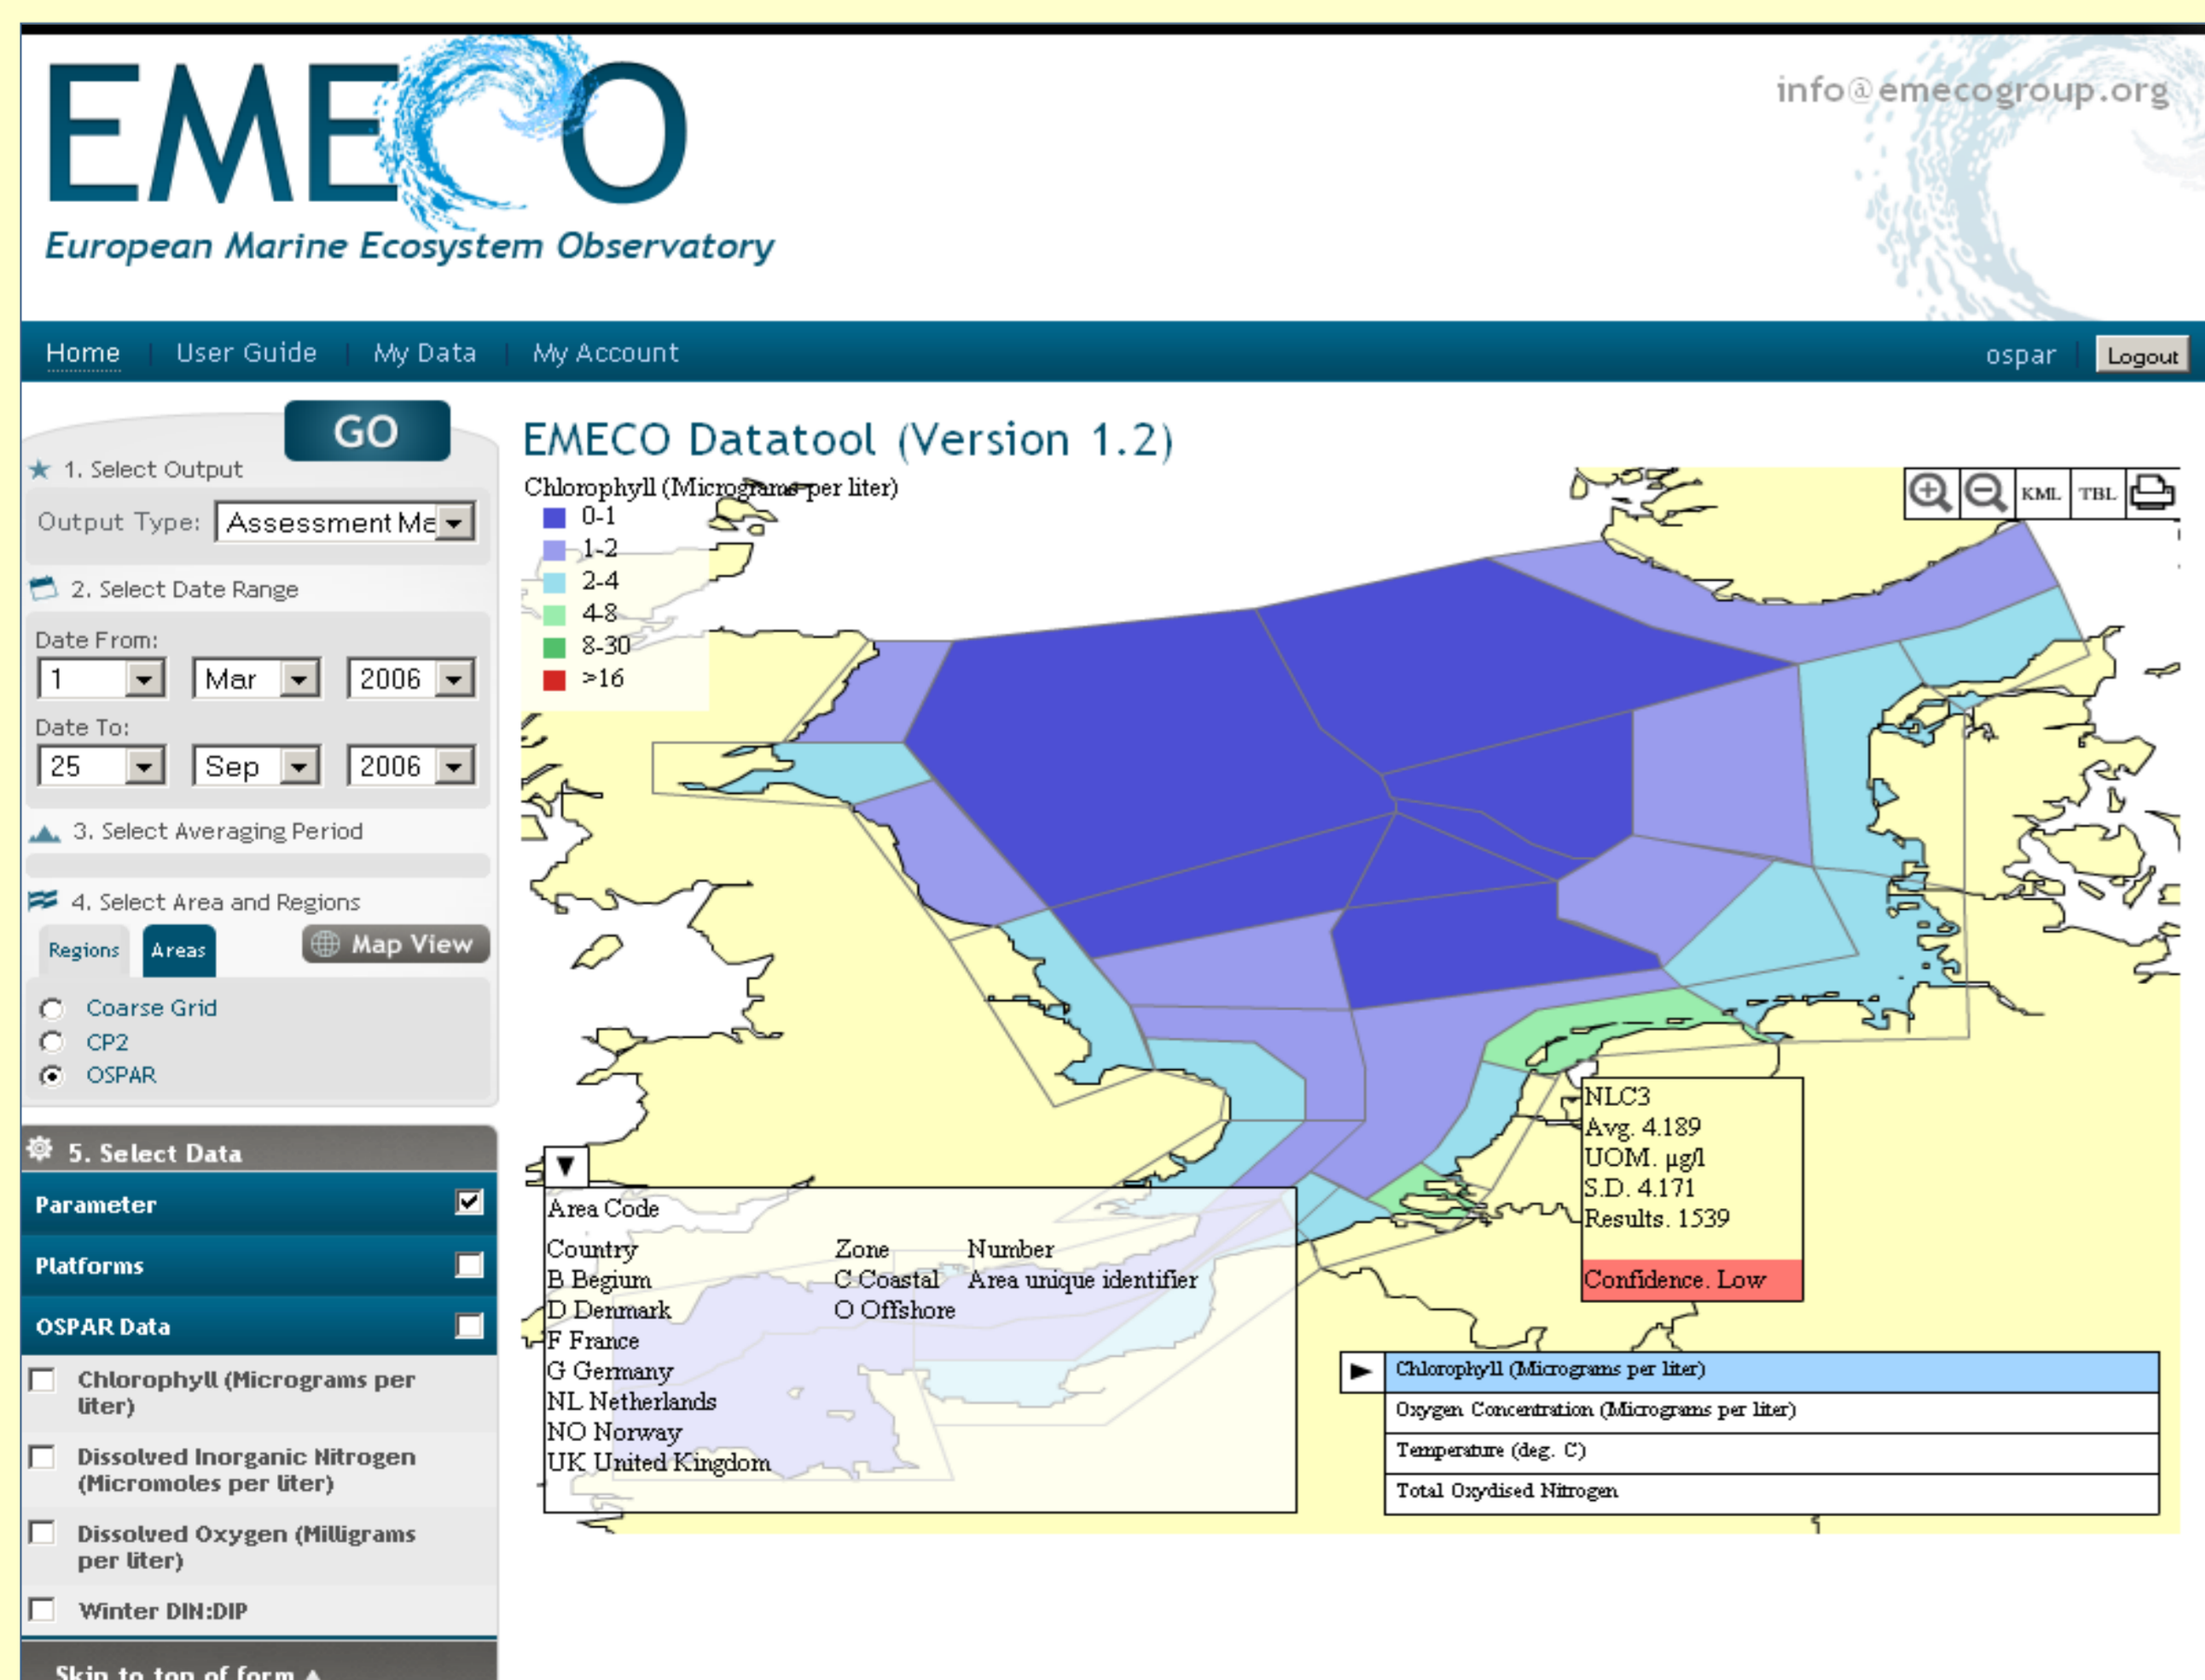 EMECO
European Marine Ecosystem Observatory
info@emecogroup.org
Home
User Guide
My Data
My Account
ospar
Logout
GO
1. Select Output
Output Type:
Assessment Ma
2. Select Date Range
Date From:
1 Mar 2006
Date To:
25 Sep 2006
3. Select Averaging Period
4. Select Area and Regions
Regions
Areas
Map View
Coarse Grid
CP2
OSPAR
5. Select Data
Parameter
Platforms
OSPAR Data
Chlorophyll (Micrograms per
liter)
Dissolved Inorganic Nitrogen
(Micromoles per liter)
Dissolved Oxygen (Milligrams
per liter)
Winter DIN:DIP
Skip to top of form
EMECO Datatool (Version 1.2)
Chlorophyll (Micrograms per liter)
0-1
1-2
2-4
4-8
8-30
>16
KML
TBL
NLC3
Avg. 4.189
UOM. µg/l
S.D. 4.171
Results. 1539
Confidence. Low
Area Code
Country Zone Number
B Begium C Coastal Area unique identifier
D Denmark O Offshore
F France
G Germany
NL Netherlands
NO Norway
UK United Kingdom
Chlorophyll (Micrograms per liter)
Oxygen Concentration (Micrograms per liter)
Temperature (deg. C)
Total Oxydised Nitrogen